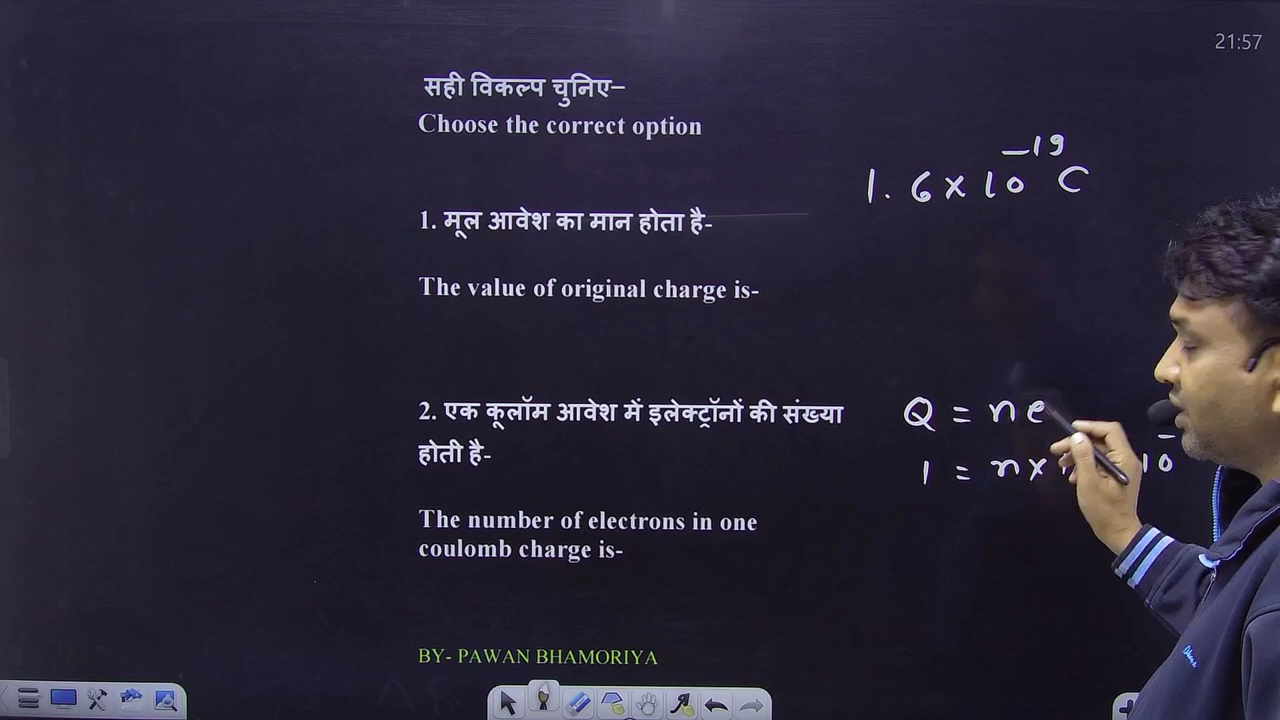 21:57
सही विकल्प चुनिए–
Choose the correct option
1.6×10⁻¹⁹ C
1. मूल आवेश का मान होता है-
The value of original charge is-
2. एक कूलॉम आवेश में इलेक्ट्रॉनों की संख्या
होती है-
Q = ne
1 = n×
10⁻
The number of electrons in one
coulomb charge is-
BY- PAWAN BHAMORIYA